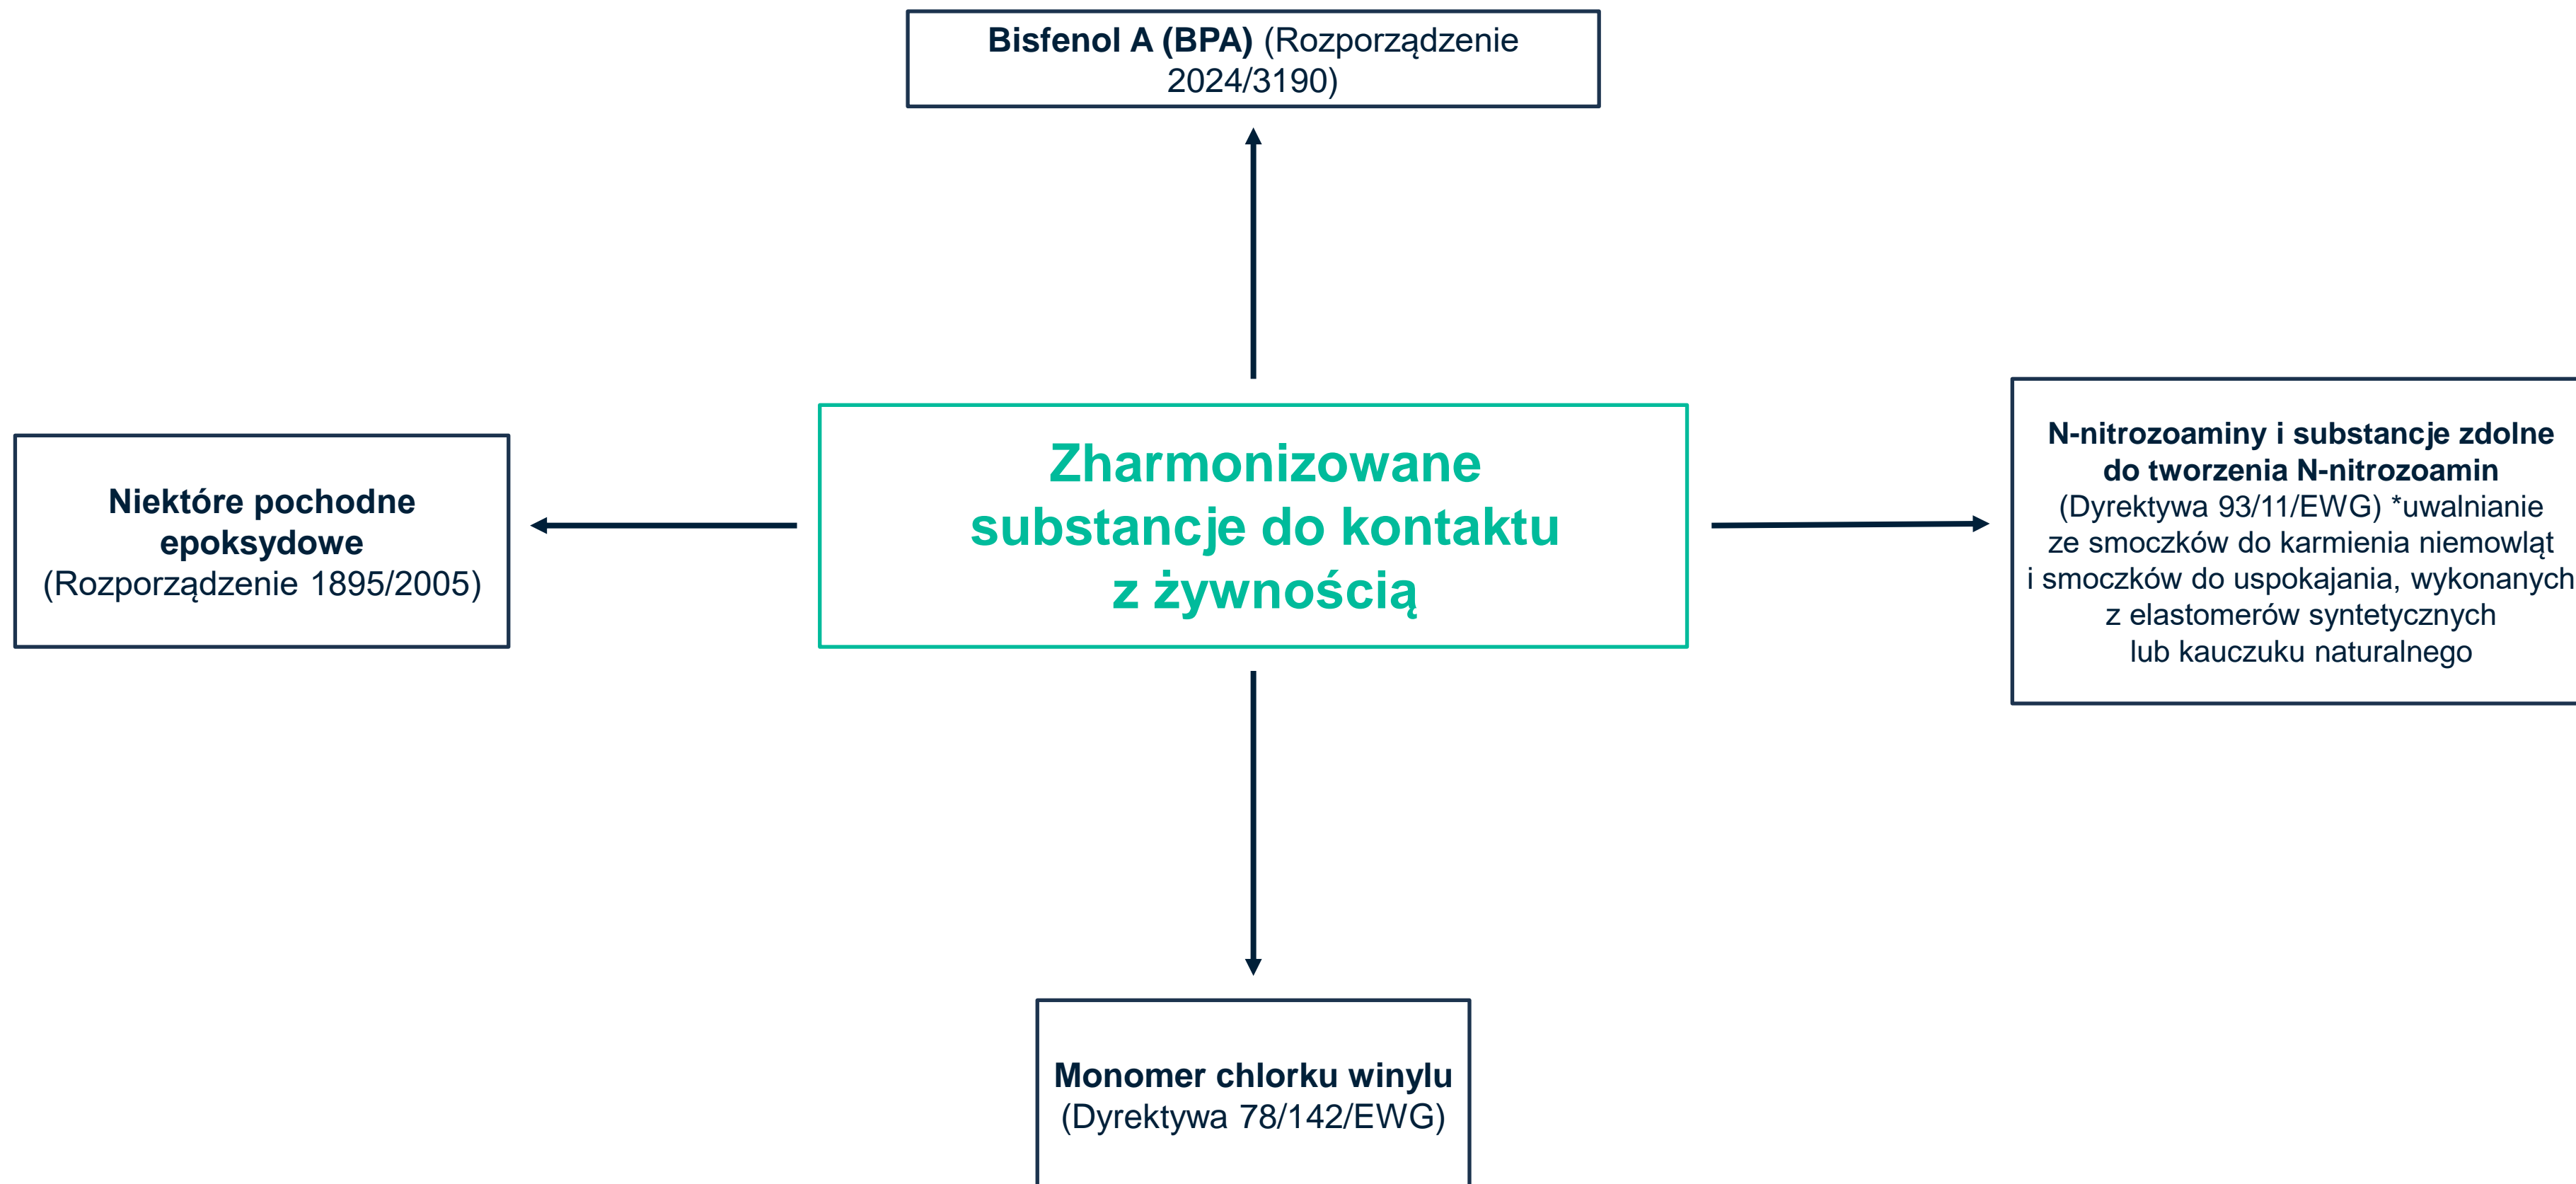 Bisfenol A (BPA) (Rozporządzenie
2024/3190)
Zharmonizowane
substancje do kontaktu
z żywnością
Niektóre pochodne
epoksydowe
(Rozporządzenie 1895/2005)
N-nitrozoaminy i substancje zdolne
do tworzenia N-nitrozoamin
(Dyrektywa 93/11/EWG) *uwalnianie
ze smoczków do karmienia niemowląt
i smoczków do uspokajania, wykonanych
z elastomerów syntetycznych
lub kauczuku naturalnego
Monomer chlorku winylu
(Dyrektywa 78/142/EWG)